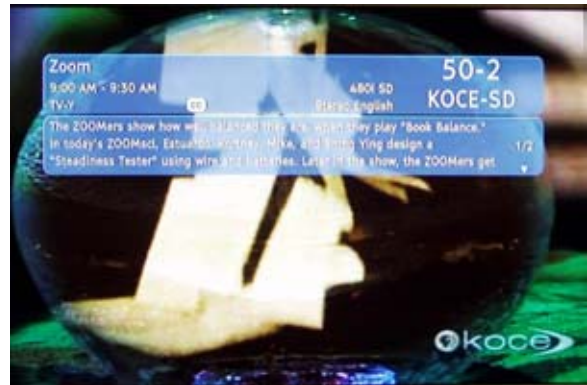 Zoom
50-2
9:00 AM - 9:30 AM
480i SD
KOCE-SD
TV-Y
CC
Stereo English
The ZOOMers show how well balanced they are, when they play "Book Balance."
In today's ZOOMsci, Estuardo, Kortney, Mike, and Ying design a
1/2
"Steadiness Tester" using wire and batteries. Later in the show, the ZOOMers get
koce